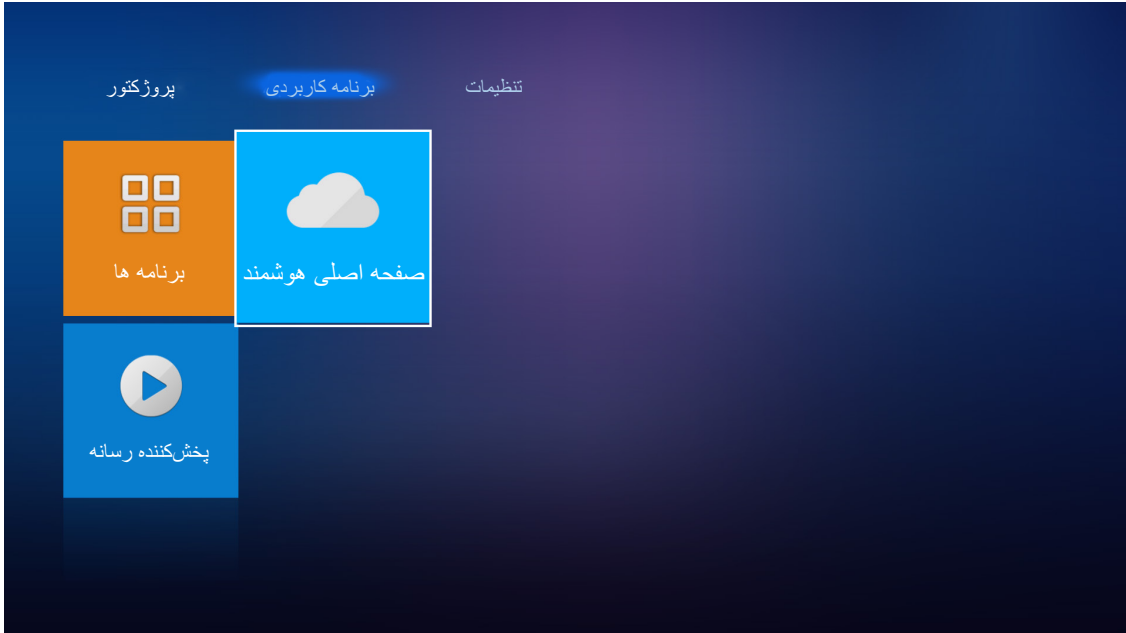 پروژکتور
برنامه کاربردی
تنظیمات
برنامه ها
صفحه اصلی هوشمند
پخش‌کننده رسانه